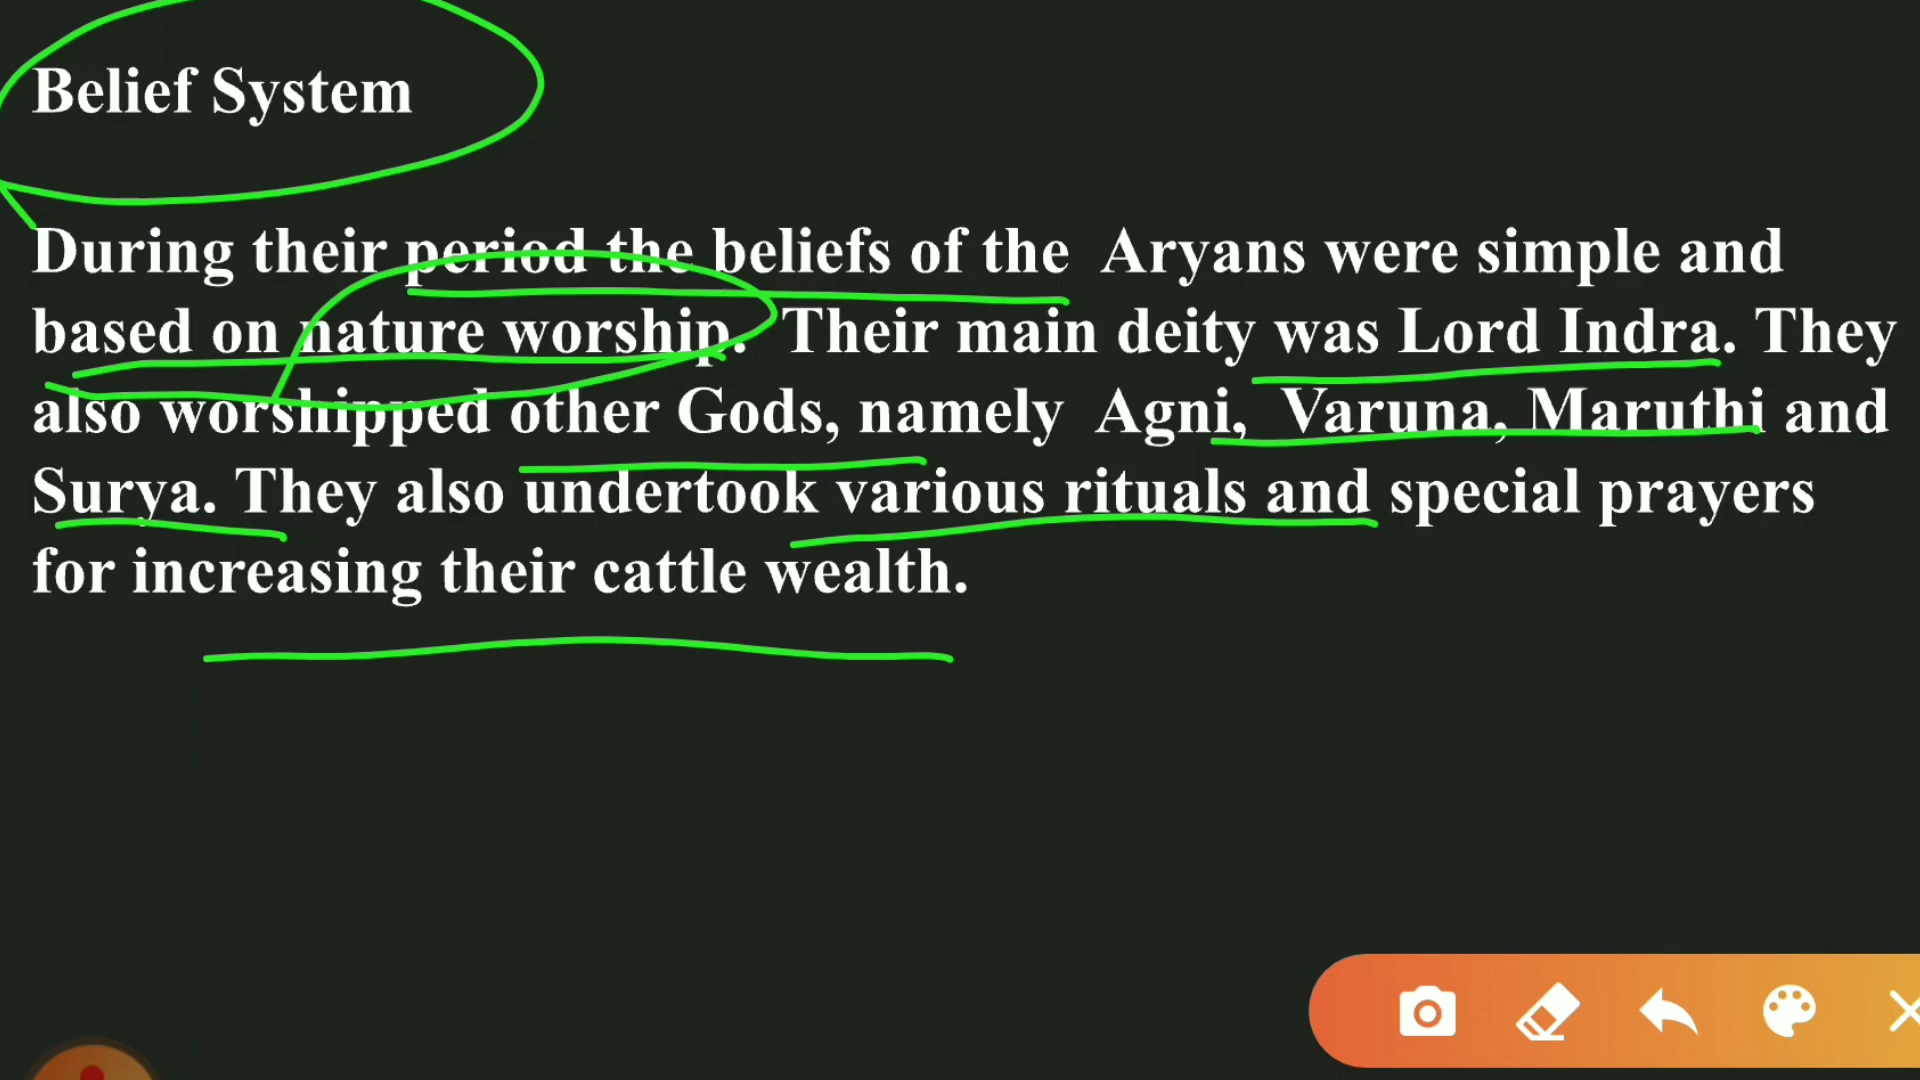 Belief System
During their period the beliefs of the Aryans were simple and
based on nature worship. Their main deity was Lord Indra. They
also worshipped other Gods, namely Agni, Varuna, Maruthi and
Surya. They also undertook various rituals and special prayers
for increasing their cattle wealth.